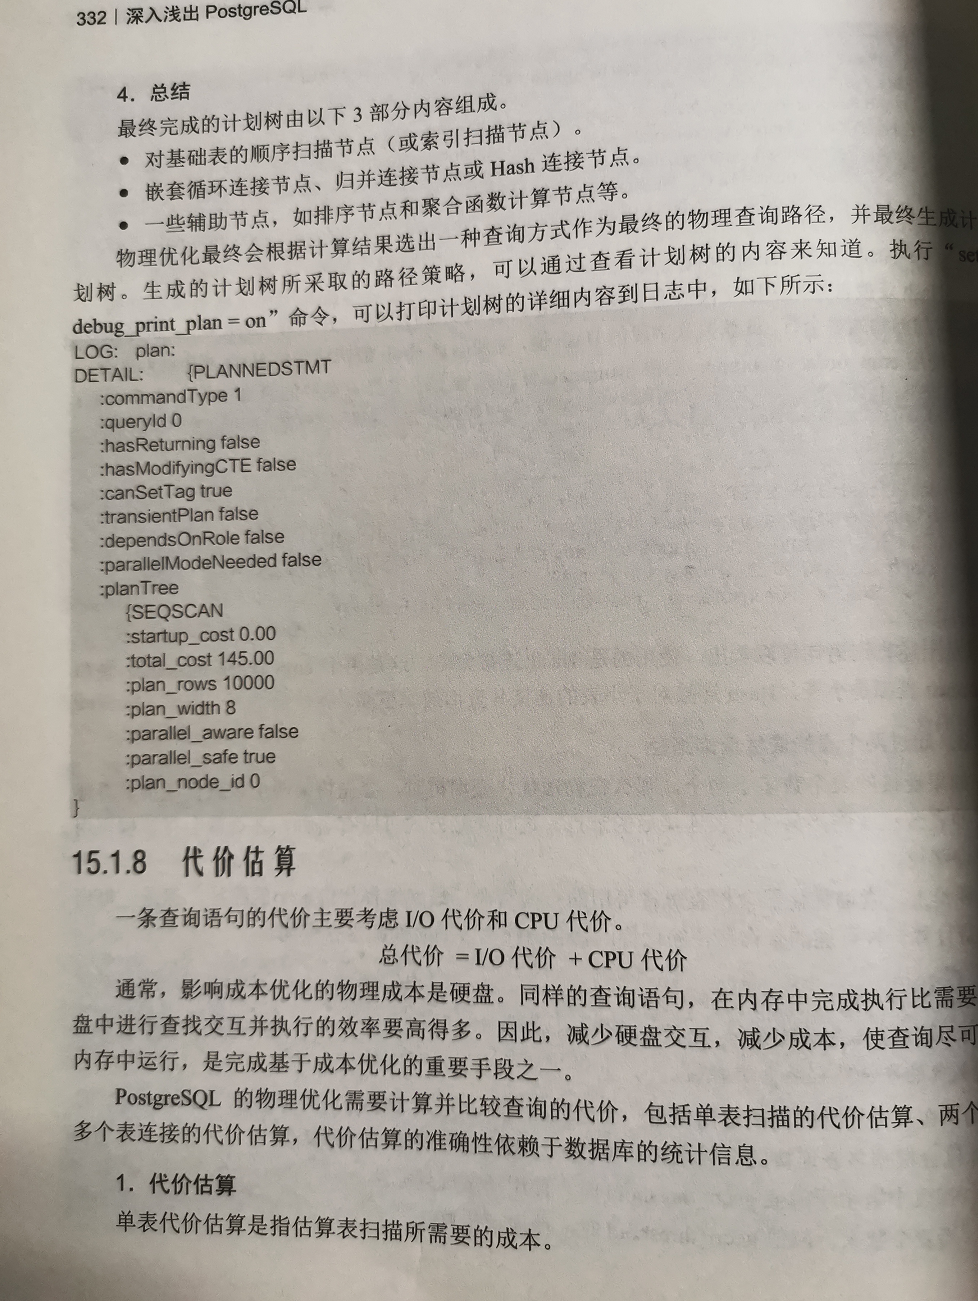 332 | 深入浅出 PostgreSQL
4．总结
最终完成的计划树由以下 3 部分内容组成。
● 对基础表的顺序扫描节点（或索引扫描节点）。
● 嵌套循环连接节点、归并连接节点或 Hash 连接节点。
● 一些辅助节点，如排序节点和聚合函数计算节点等。
物理优化最终会根据计算结果选出一种查询方式作为最终的物理查询路径，并最终生成计
划树。生成的计划树所采取的路径策略，可以通过查看计划树的内容来知道。执行“set
debug_print_plan = on”命令，可以打印计划树的详细内容到日志中，如下所示：
LOG: plan:
DETAIL: {PLANNEDSTMT
:commandType 1
:queryId 0
:hasReturning false
:hasModifyingCTE false
:canSetTag true
:transientPlan false
:dependsOnRole false
:parallelModeNeeded false
:planTree
{SEQSCAN
:startup_cost 0.00
:total_cost 145.00
:plan_rows 10000
:plan_width 8
:parallel_aware false
:parallel_safe true
:plan_node_id 0
}
15.1.8 代价估算
一条查询语句的代价主要考虑 I/O 代价和 CPU 代价。
总代价 = I/O 代价 + CPU 代价
通常，影响成本优化的物理成本是硬盘。同样的查询语句，在内存中完成执行比需要
盘中进行查找交互并执行的效率要高得多。因此，减少硬盘交互，减少成本，使查询尽可
内存中运行，是完成基于成本优化的重要手段之一。
PostgreSQL 的物理优化需要计算并比较查询的代价，包括单表扫描的代价估算、两个
多个表连接的代价估算，代价估算的准确性依赖于数据库的统计信息。
1．代价估算
单表代价估算是指估算表扫描所需要的成本。